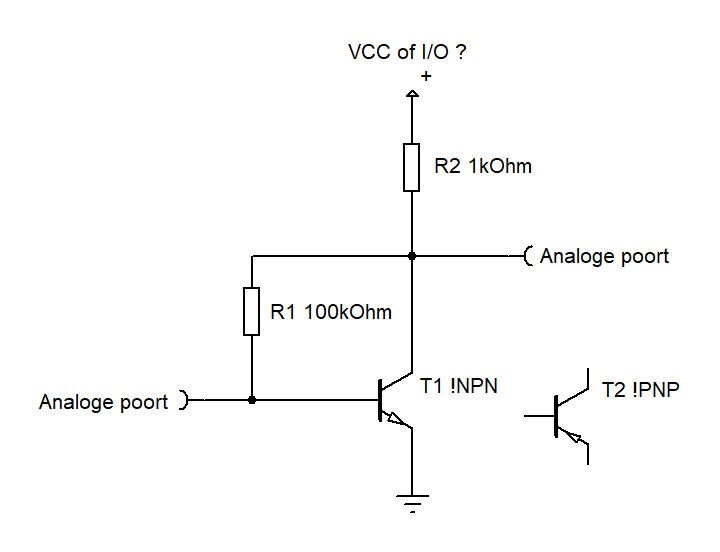 VCC of I/O ?
+
R2 1kOhm
Analoge poort
R1 100kOhm
T1 !NPN
T2 !PNP
Analoge poort